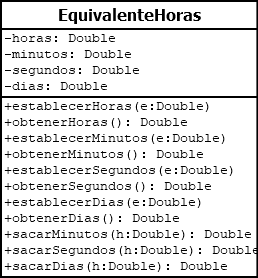 EquivalenteHoras
-horas: Double
-minutos: Double
-segundos: Double
-dias: Double
+establecerHoras(e:Double)
+obtenerHoras(): Double
+establecerMinutos(e:Double)
+obtenerMinutos(): Double
+establecerSegundos(e:Double)
+obtenerSegundos(): Double
+establecerDias(e:Double)
+obtenerDias(): Double
+sacarMinutos(h:Double): Double
+sacarSegundos(h:Double): Double
+sacarDias(h:Double): Double